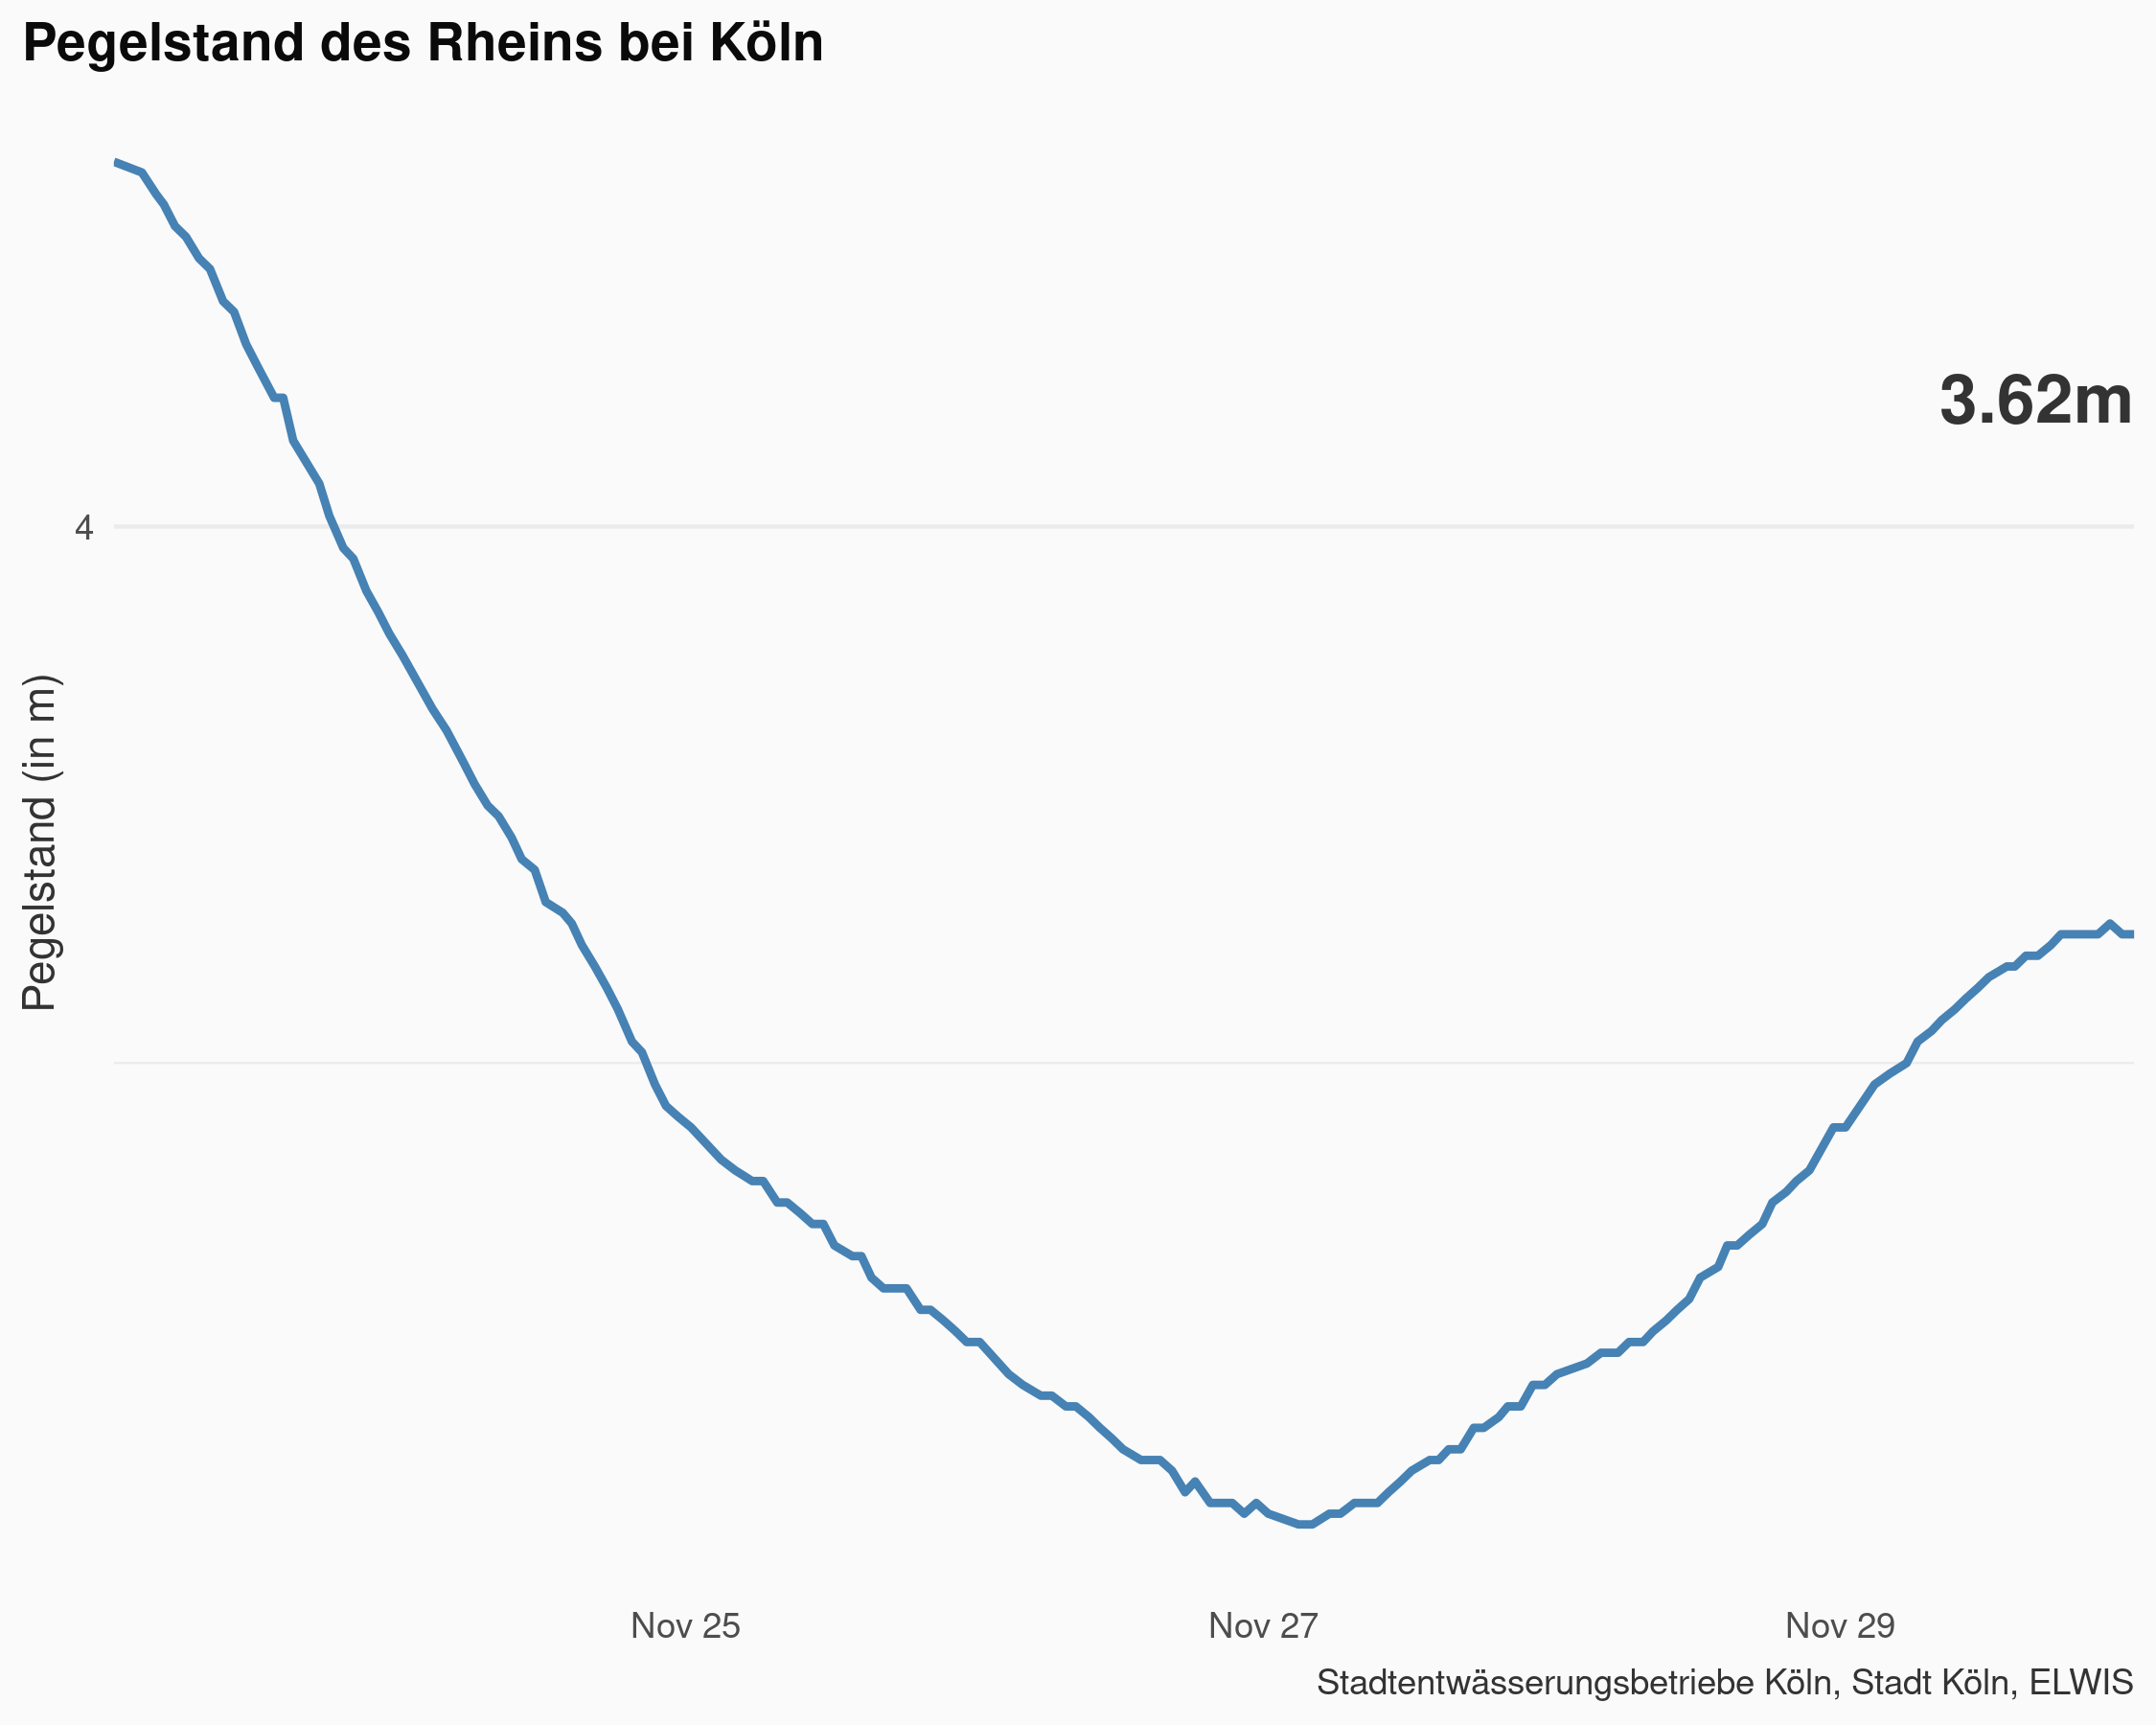 Pegelstand des Rheins bei Köln
3.62m
4
Pegelstand (in m)
Nov 25
Nov 27
Nov 29
Stadtentwässerungsbetriebe Köln, Stadt Köln, ELWIS